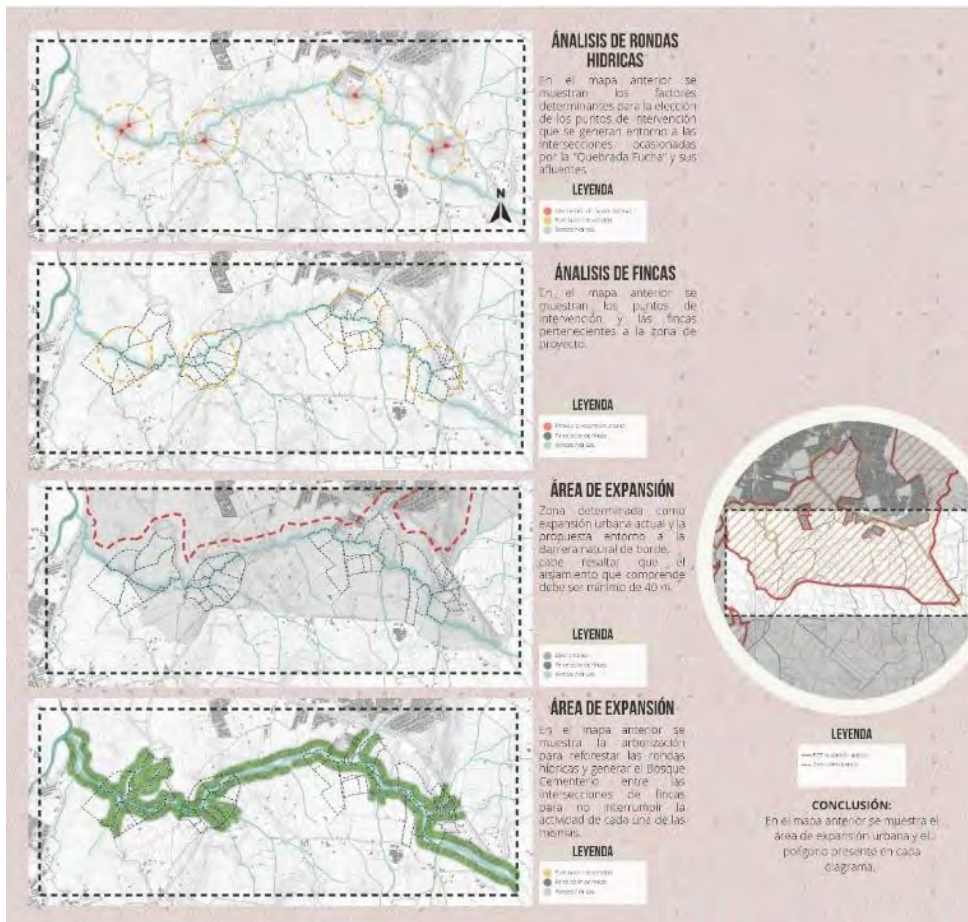 ÁNALISIS DE RONDAS
HIDRICAS
En el mapa anterior se
muestran los factores
determinantes para la elección
de los puntos de intervención
que se generan entorno a las
intersecciones ocasionadas
por la "Quebrada Fucha" y sus
afluentes.
LEYENDA
N
ÁNALISIS DE FINCAS
En el mapa anterior se
muestran los puntos de
intervención y las fincas
pertenecientes a la zona de
proyecto.
LEYENDA
ÁREA DE EXPANSIÓN
Zona determinada como
expansión urbana actual y la
propuesta entorno a la
Barrera natural de borde,
cabe resaltar que el
aislamiento que comprende
debe ser mínimo de 40 m.
LEYENDA
ÁREA DE EXPANSIÓN
En el mapa anterior se
muestra la arborización
para reforestar las rondas
hídricas y generar el Bosque
Cementerio entre las
intersecciones de fincas
para no interrumpir la
actividad de cada una de las
mismas.
LEYENDA
LEYENDA
CONCLUSIÓN:
En el mapa anterior se muestra el
área de expansión urbana y el
polígono presente en cada
diagrama.